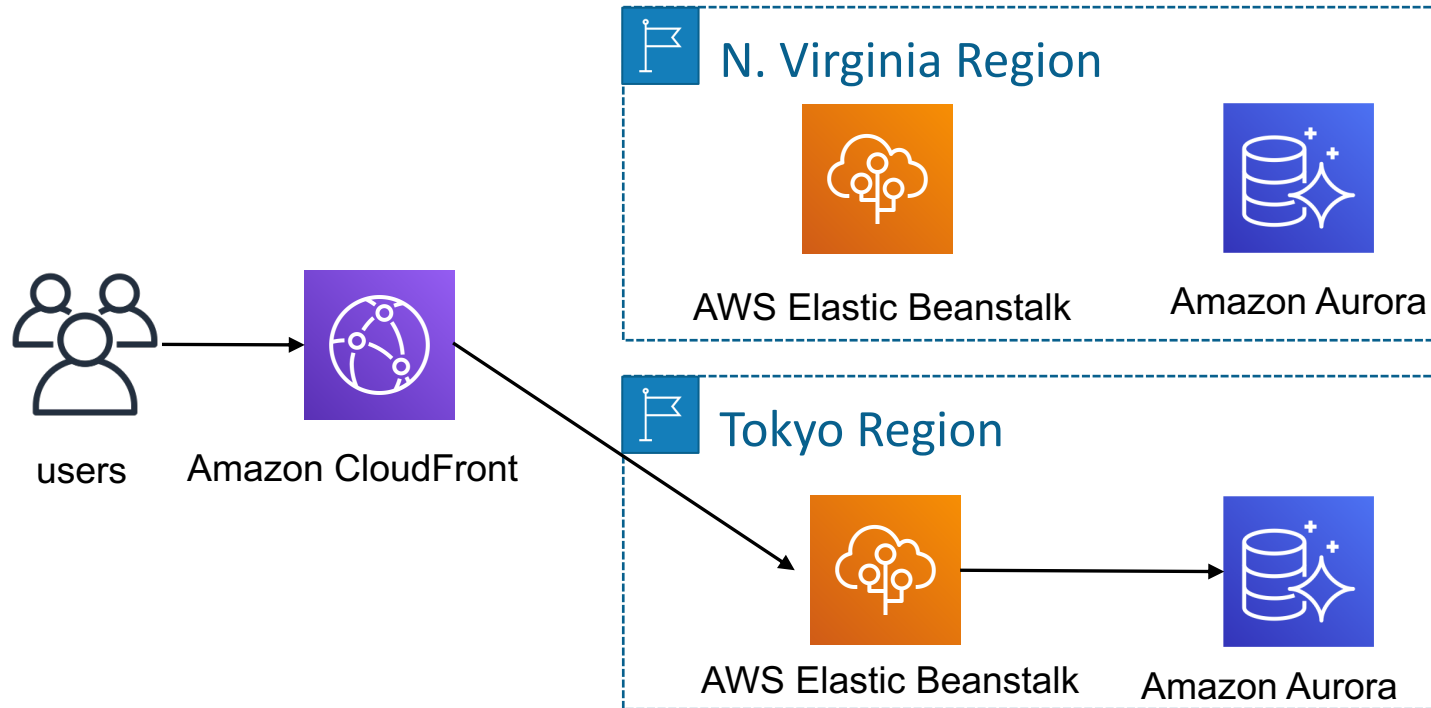 N. Virginia Region
AWS Elastic Beanstalk
Amazon Aurora
users
Amazon CloudFront
Tokyo Region
AWS Elastic Beanstalk
Amazon Aurora